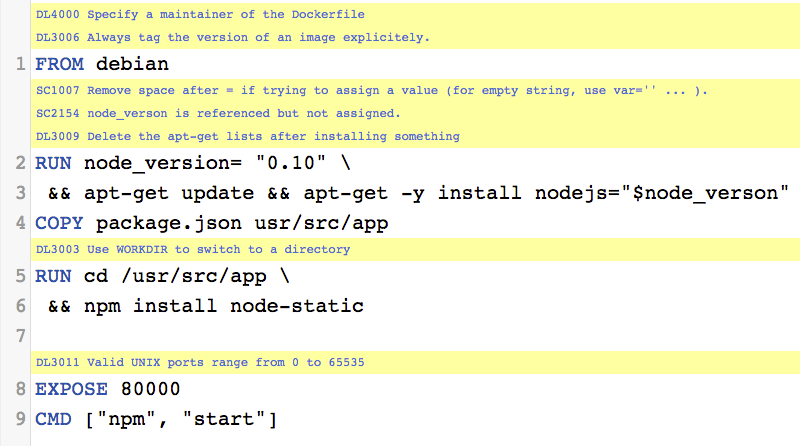 DL4000 Specify a maintainer of the Dockerfile
DL3006 Always tag the version of an image explicitely.
1 FROM debian
SC1007 Remove space after = if trying to assign a value (for empty string, use var='' ... ).
SC2154 node_verson is referenced but not assigned.
DL3009 Delete the apt-get lists after installing something
2 RUN node_version= "0.10" \
3 && apt-get update && apt-get -y install nodejs="$node_verson"
4 COPY package.json usr/src/app
DL3003 Use WORKDIR to switch to a directory
5 RUN cd /usr/src/app \
6 && npm install node-static
7
DL3011 Valid UNIX ports range from 0 to 65535
8 EXPOSE 80000
9 CMD ["npm", "start"]